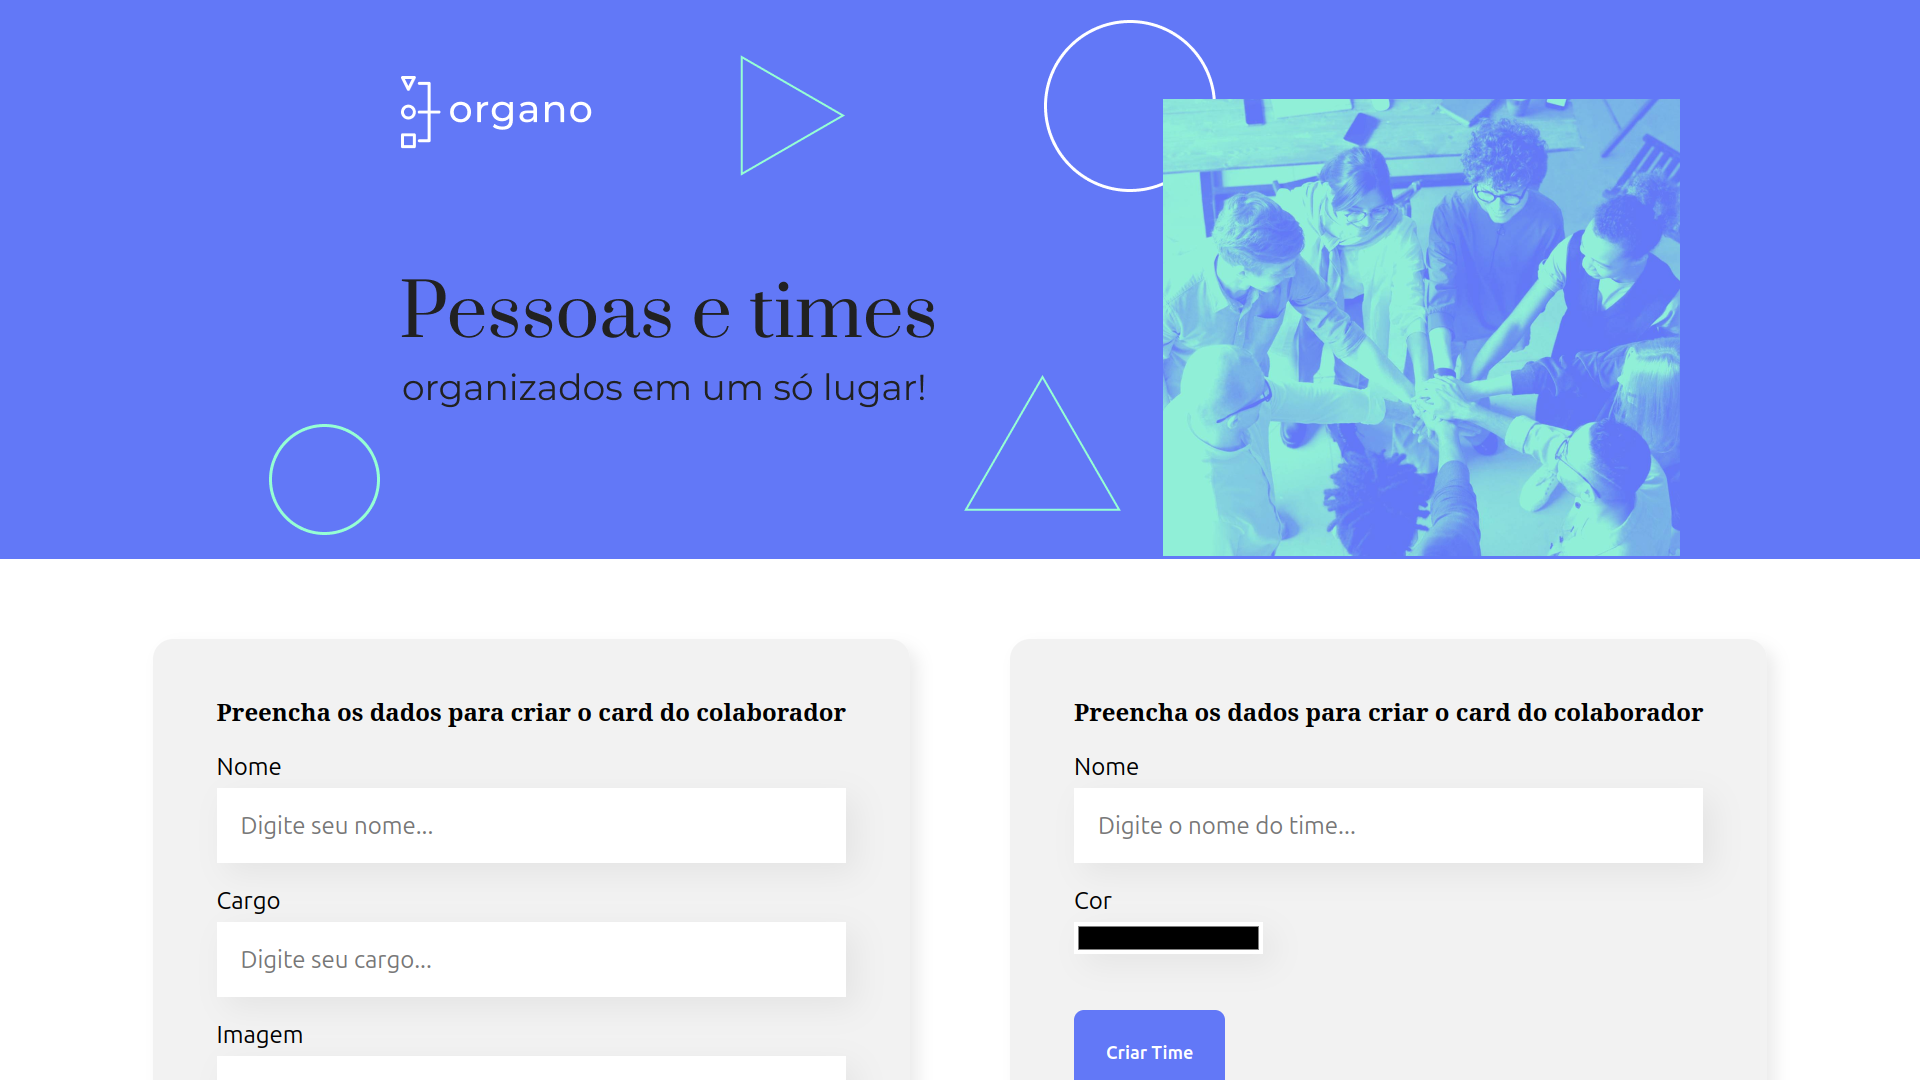 organo
Pessoas e times
organizados em um só lugar!
Preencha os dados para criar o card do colaborador
Nome
Digite seu nome...
Cargo
Digite seu cargo...
Imagem
Preencha os dados para criar o card do colaborador
Nome
Digite o nome do time...
Cor
Criar Time